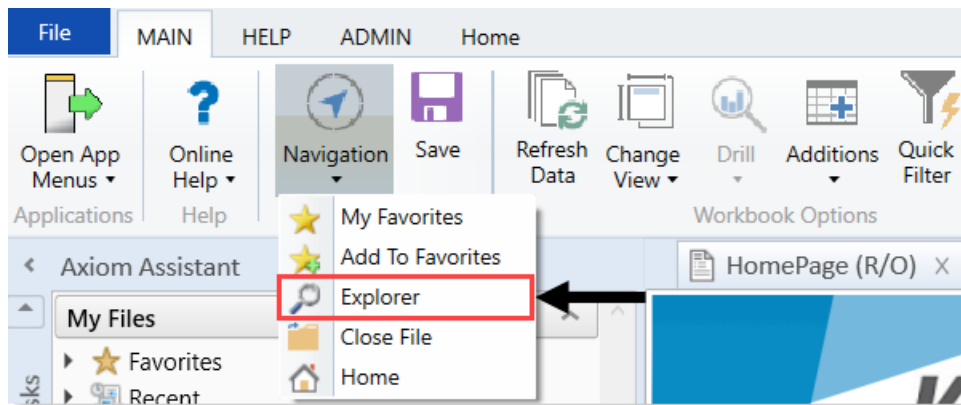 File MAIN HELP ADMIN Home
Open App Menus
Online Help
Navigation
Save
Refresh Data
Change View
Drill
Additions
Quick Filter
Applications
Help
Workbook Options
My Favorites
Add To Favorites
Explorer
Close File
Home
Axiom Assistant
HomePage (R/O)
My Files
Favorites
Recent